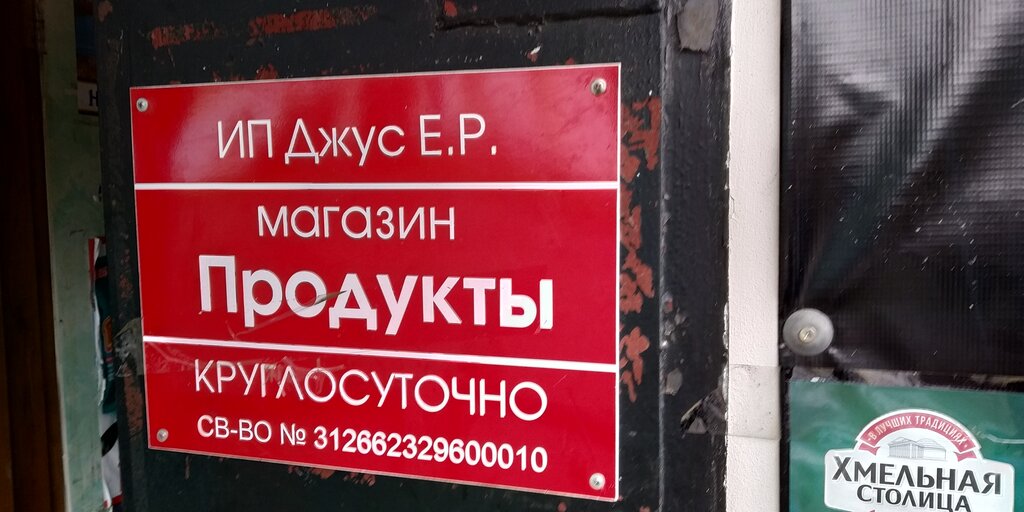 ИП Джус Е.Р.
магазин
Продукты
КРУГЛОСУТОЧНО
СВ-ВО № 312662329600010
В ЛУЧШИХ ТРАДИЦИЯХ
ХМЕЛЬНАЯ
СТОЛИЦА